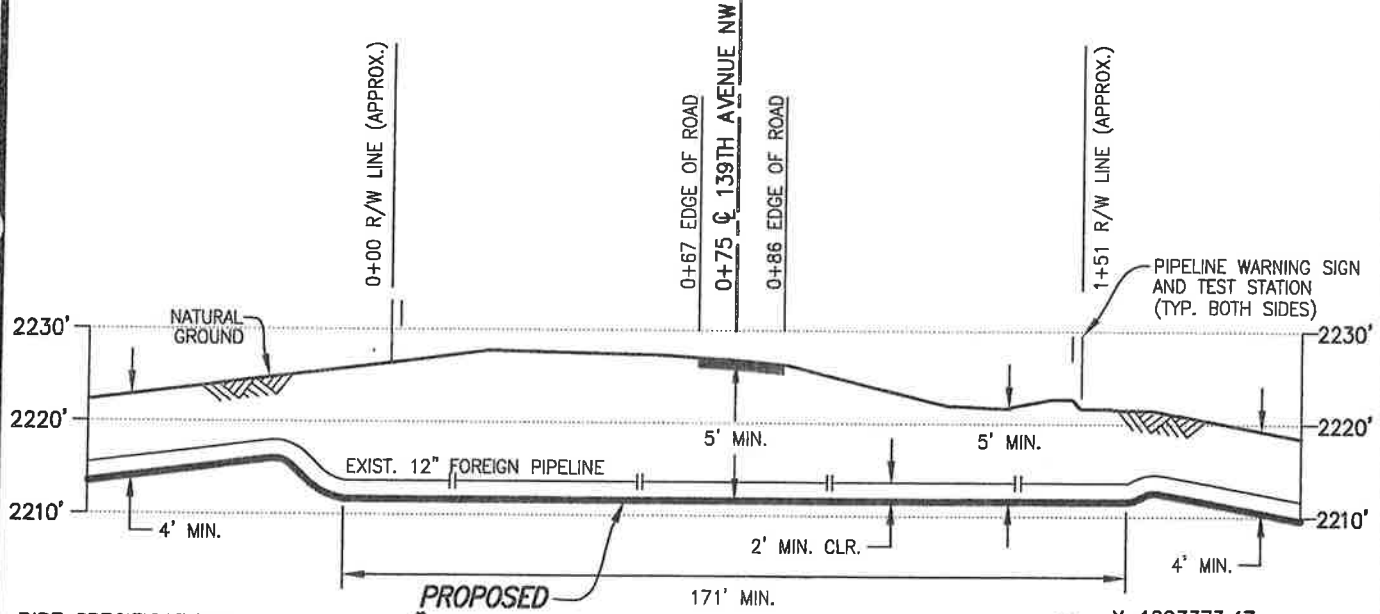 0+00 R/W LINE (APPROX.)
0+67 EDGE OF ROAD
0+75 ℄ 139TH AVENUE NW
0+86 EDGE OF ROAD
1+51 R/W LINE (APPROX.)
PIPELINE WARNING SIGN
AND TEST STATION
(TYP. BOTH SIDES)
NATURAL
GROUND
2230'
2230'
2220'
2220'
5' MIN.
5' MIN.
EXIST. 12" FOREIGN PIPELINE
2210'
2210'
4' MIN.
2' MIN. CLR.
4' MIN.
PROPOSED
171' MIN.